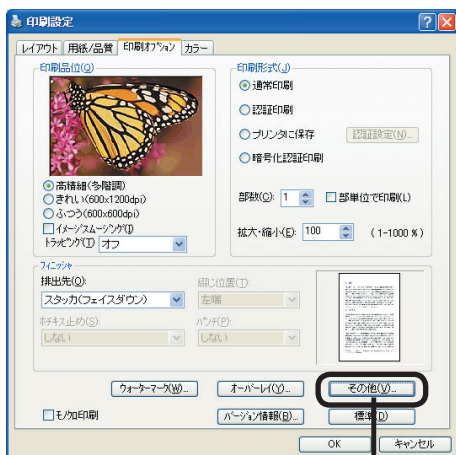 印刷設定
レイアウト 用紙/品質 印刷オプション カラー
印刷品位(Q)
高精細(多階調)
きれい(600x1200dpi)
ふつう(600x600dpi)
イメージスムージング(I)
トラッピング(T) オフ
印刷形式(J)
通常印刷
認証印刷
プリンタに保存 認証設定(N)...
暗号化認証印刷
部数(C): 1 部単位で印刷(L)
拡大・縮小(E): 100 (1-1000 %)
フィニッシャ
排出先(O): 綴じ位置(T):
スタッカ(フェイスダウン) 左端
ホチキス止め(S): パンチ(P):
しない しない
ウォーターマーク(W)... オーバーレイ(Y)... その他(V)...
モノクロ印刷 バージョン情報(B)... 標準(D)
OK キャンセル